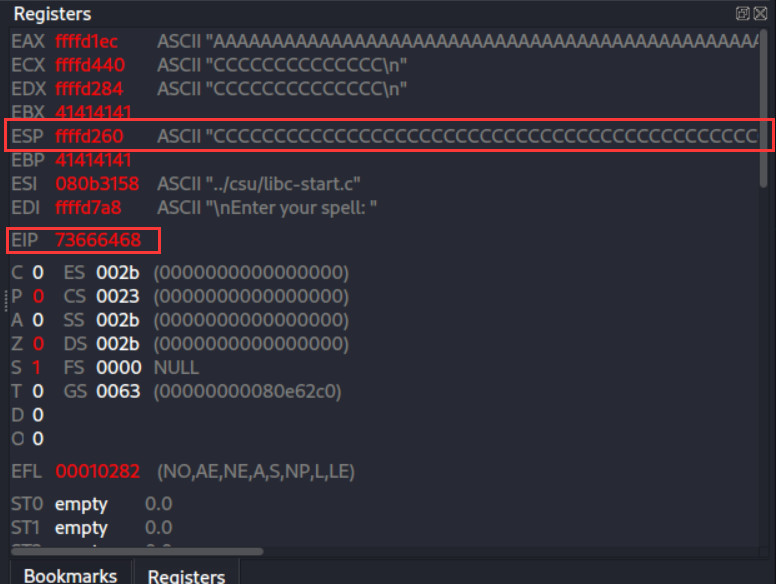 Registers
EAX ffffd1ec ASCII "AAAAAAAAAAAAAAAAAAAAAAAAAAAAAAAAAAAAAAAAAAAAAA
ECX ffffd440 ASCII "CCCCCCCCCCCCCC\n"
EDX ffffd284 ASCII "CCCCCCCCCCCCCC\n"
EBX 41414141
ESP ffffd260 ASCII "CCCCCCCCCCCCCCCCCCCCCCCCCCCCCCCCCCCCCCCCCCCCC
EBP 41414141
ESI 080b3158 ASCII "../csu/libc-start.c"
EDI ffffd7a8 ASCII "\nEnter your spell: "
EIP 73666468
C 0 ES 002b (0000000000000000)
P 0 CS 0023 (0000000000000000)
A 0 SS 002b (0000000000000000)
Z 0 DS 002b (0000000000000000)
S 1 FS 0000 NULL
T 0 GS 0063 (00000000080e62c0)
D 0
O 0
EFL 00010282 (NO,AE,NE,A,S,NP,L,LE)
ST0 empty 0.0
ST1 empty 0.0
Bookmarks Registers